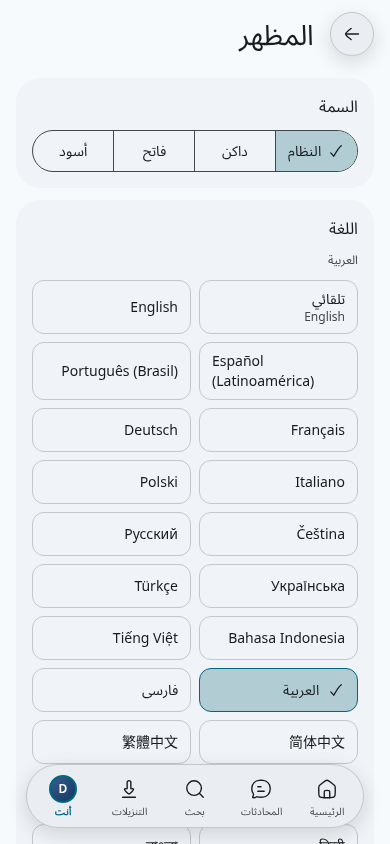 المظهر
السمة
النظام
داكن
فاتح
أسود
اللغة
العربية
تلقائي
English
English
Español
(Latinoamérica)
Português (Brasil)
Français
Deutsch
Italiano
Polski
Čeština
Русский
Українська
Türkçe
Bahasa Indonesia
Tiếng Việt
العربية
فارسی
简体中文
繁體中文
الرئيسية
المحادثات
بحث
التنزيلات
D
أنت